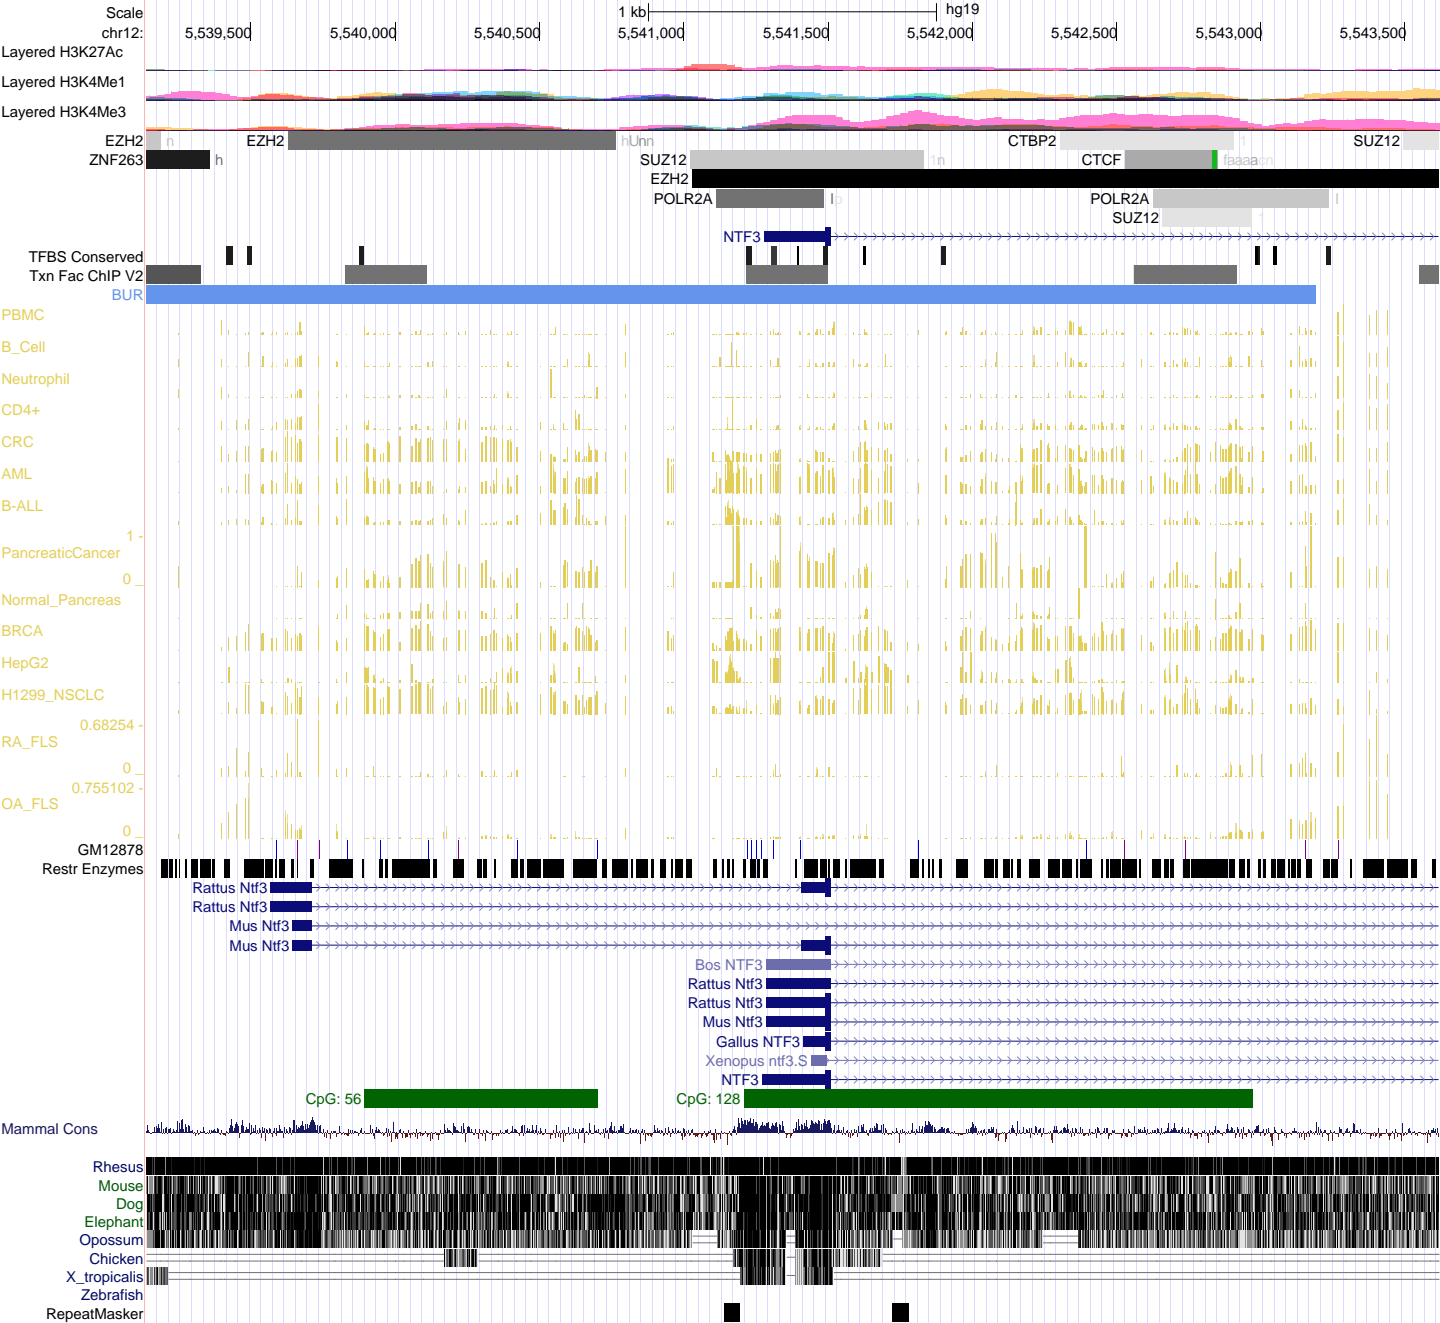 Scale 1 kb hg19
chr12: 5,539,500 5,540,000 5,540,500 5,541,000 5,541,500 5,542,000 5,542,500 5,543,000 5,543,500
Layered H3K27Ac
Layered H3K4Me1
Layered H3K4Me3
EZH2 n EZH2 hUnn CTBP2 1 SUZ12
ZNF263 h SUZ12 1n CTCF faaaacn
EZH2
POLR2A POLR2A
SUZ12
NTF3
TFBS Conserved
Txn Fac ChIP V2
BUR
PBMC
B_Cell
Neutrophil
CD4+
CRC
AML
B-ALL
1 -
PancreaticCancer
0 _
Normal_Pancreas
BRCA
HepG2
H1299_NSCLC
0.68254 -
RA_FLS
0 _
0.755102 -
OA_FLS
0 _
GM12878
Restr Enzymes
Rattus Ntf3
Rattus Ntf3
Mus Ntf3
Mus Ntf3
Bos NTF3
Rattus Ntf3
Rattus Ntf3
Mus Ntf3
Gallus NTF3
Xenopus ntf3.S
NTF3
CpG: 56 CpG: 128
Mammal Cons
Rhesus
Mouse
Dog
Elephant
Opossum
Chicken
X_tropicalis
Zebrafish
RepeatMasker